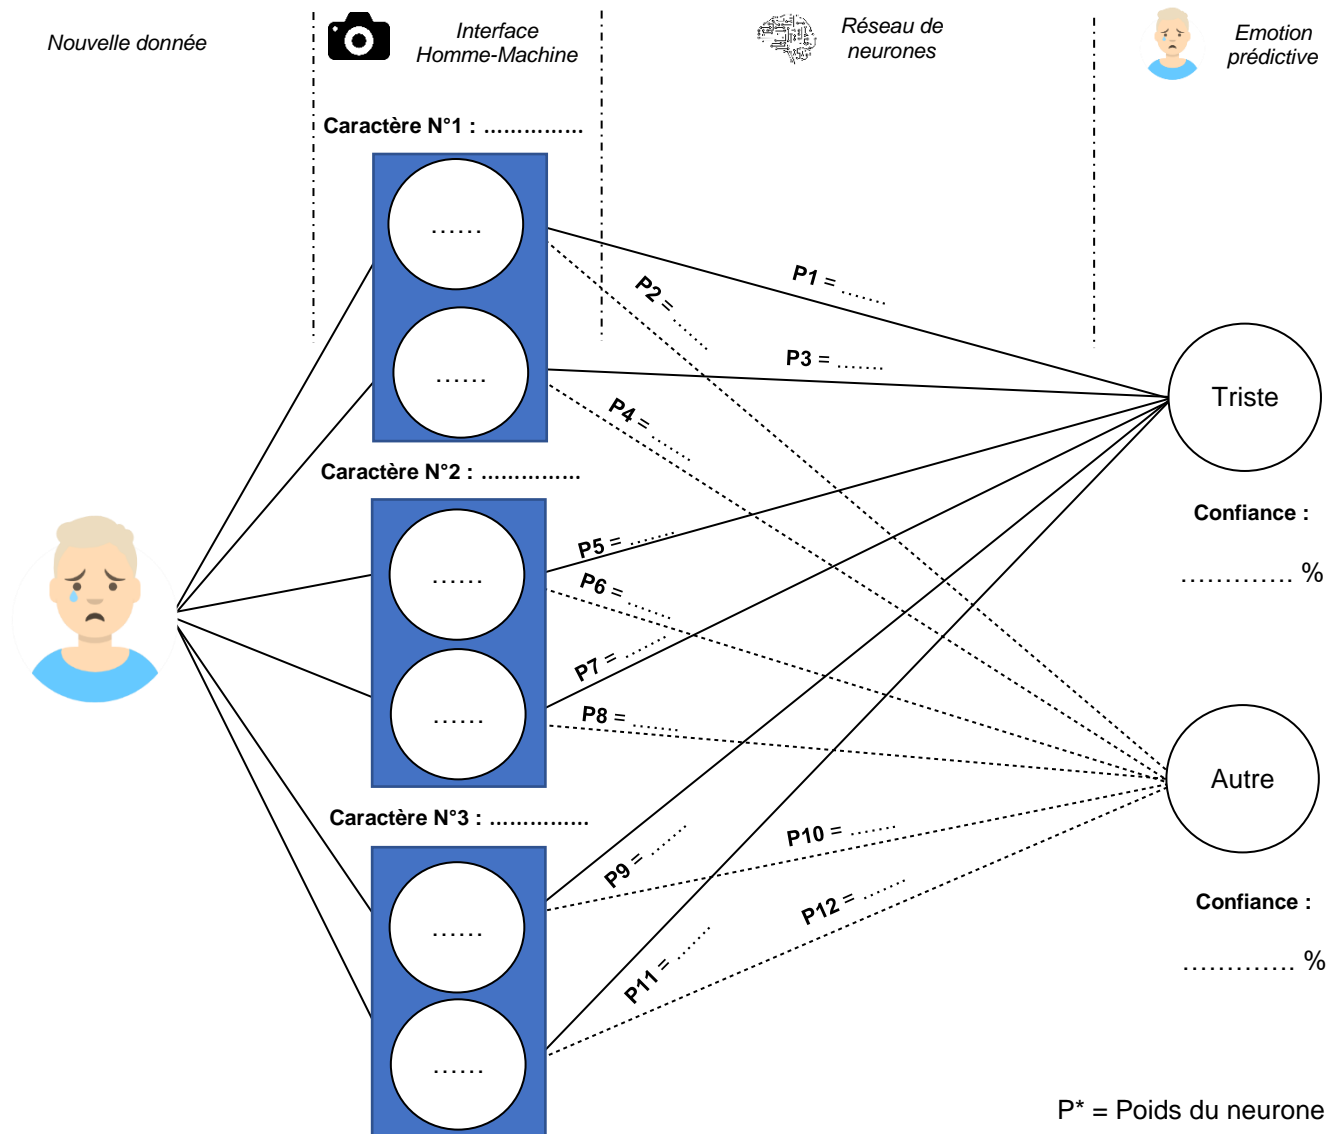 Nouvelle donnée
Interface
Homme-Machine
Réseau de
neurones
Emotion
prédictive
Caractère N°1 : ……………
......
P1 = .......
P2 = ......
......
P3 = .......
P4 = ......
Triste
Caractère N°2 : ……………
Confiance :
…………. %
......
P5 = .......
P6 = ......
......
P7 = .......
P8 = ......
Autre
Caractère N°3 : ……………
......
P9 = .......
P10 = .......
P12 = .......
Confiance :
…………. %
......
P11 = .......
P* = Poids du neurone